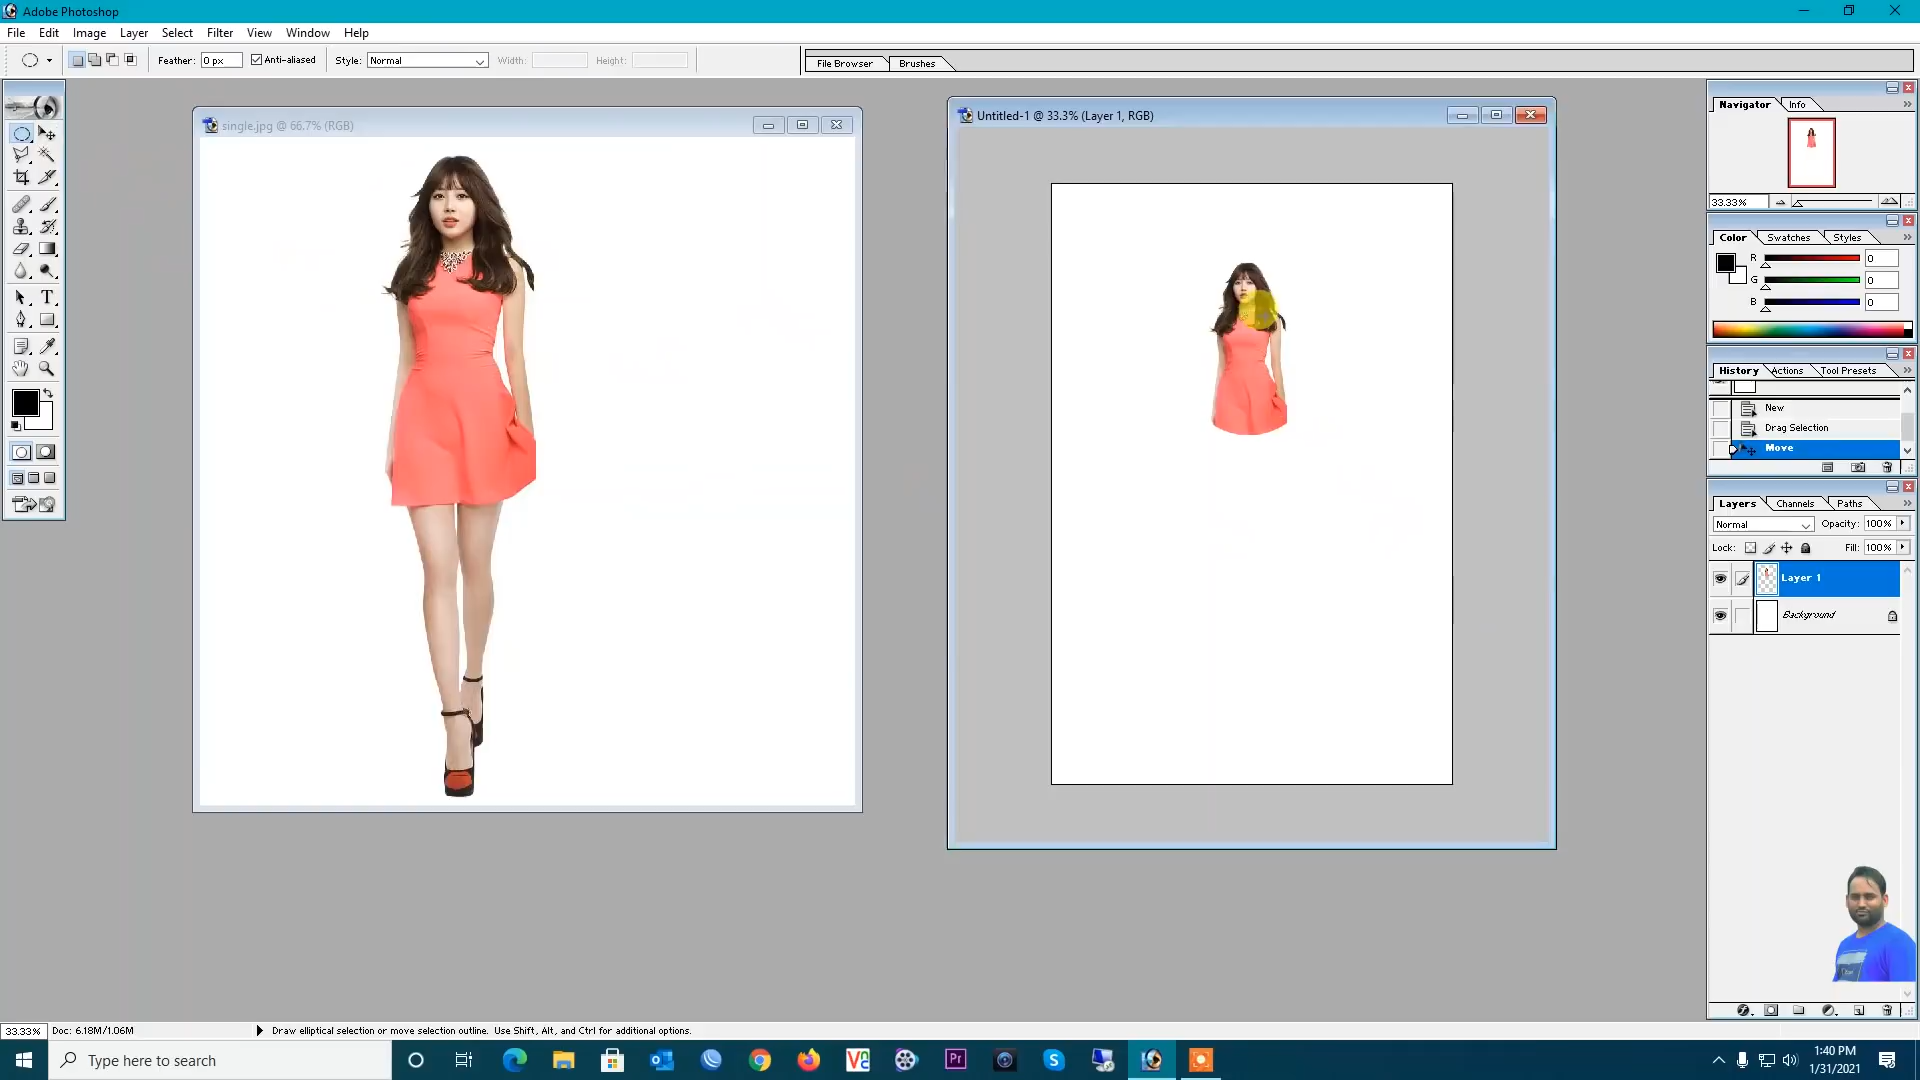 Adobe Photoshop
File Edit Image Layer Select Filter View Window Help
Feather: 0 px Anti-aliased Style: Normal Width: Height: File Browser Brushes
single.jpg @ 66.7% (RGB)
Untitled-1 @ 33.3% (Layer 1, RGB)
Navigator Info
33.33%
Color Swatches Styles
R 0
G 0
B 0
History Actions Tool Presets
New
Drag Selection
Move
Layers Channels Paths
Normal Opacity: 100%
Lock: Fill: 100%
Layer 1
Background
33.33% Doc: 6.18M/1.06M Draw elliptical selection or move selection outline. Use Shift, Alt, and Ctrl for additional options.
Type here to search
1:40 PM
1/31/2021